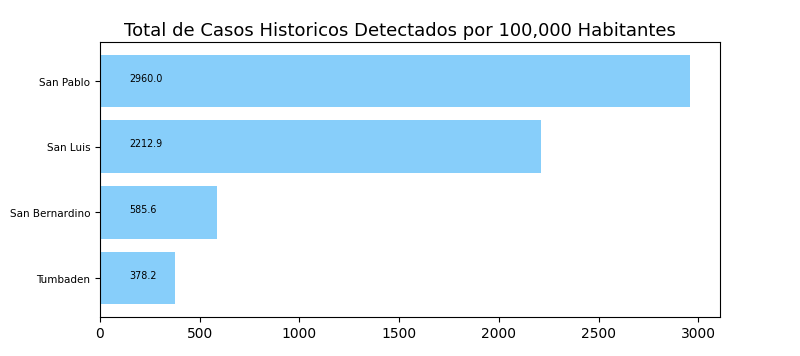 Total de Casos Historicos Detectados por 100,000 Habitantes
San Pablo 2960.0
San Luis 2212.9
San Bernardino 585.6
Tumbaden 378.2
0 500 1000 1500 2000 2500 3000